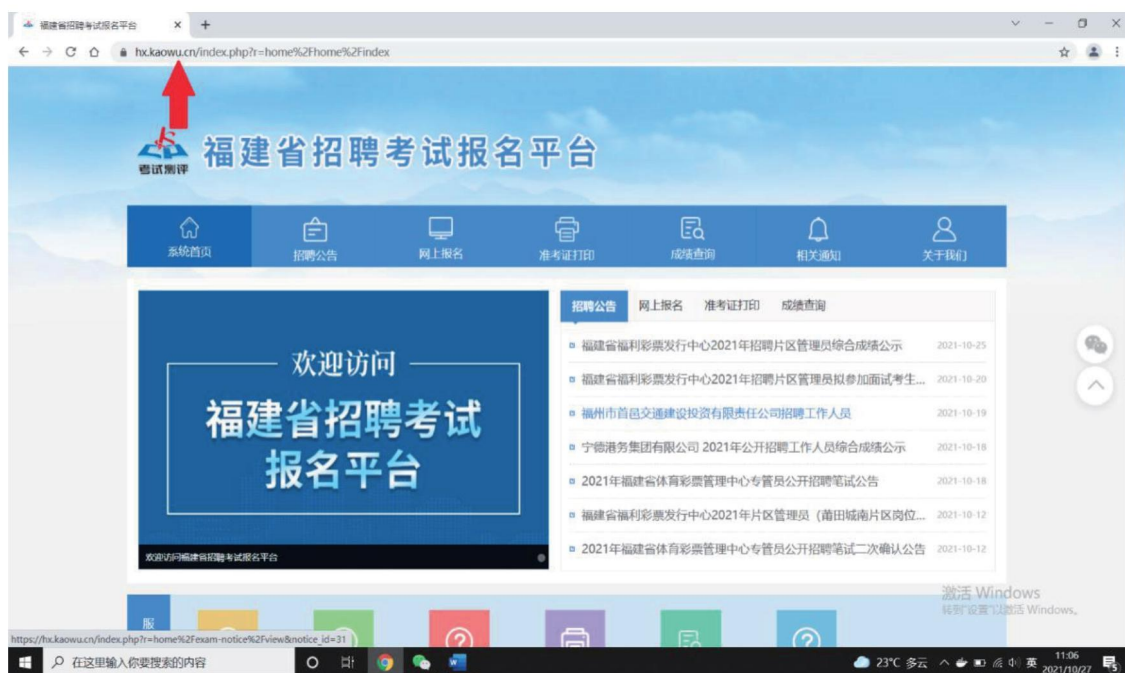 福建省招聘考试报名平台
hx.kaowu.cn/index.php?r=home%2Fhome%2Findex
考试测评
福建省招聘考试报名平台
系统首页 招聘公告 网上报名 准考证打印 成绩查询 相关通知 关于我们
欢迎访问
福建省招聘考试
报名平台
欢迎访问福建省招聘考试报名平台
招聘公告 网上报名 准考证打印 成绩查询
福建省福利彩票发行中心2021年招聘片区管理员综合成绩公示 2021-10-25
福建省福利彩票发行中心2021年招聘片区管理员拟参加面试考生... 2021-10-20
福州市首邑交通建设投资有限责任公司招聘工作人员 2021-10-19
宁德港务集团有限公司 2021年公开招聘工作人员综合成绩公示 2021-10-18
2021年福建省体育彩票管理中心专管员公开招聘笔试公告 2021-10-18
福建省福利彩票发行中心2021年片区管理员（莆田城南片区岗位... 2021-10-12
2021年福建省体育彩票管理中心专管员公开招聘笔试二次确认公告 2021-10-12
激活 Windows
转到"设置"以激活 Windows。
服
https://hx.kaowu.cn/index.php?r=home%2Fexam-notice%2Fview&notice_id=31
在这里输入你要搜索的内容
23°C 多云
英
11:06
2021/10/27